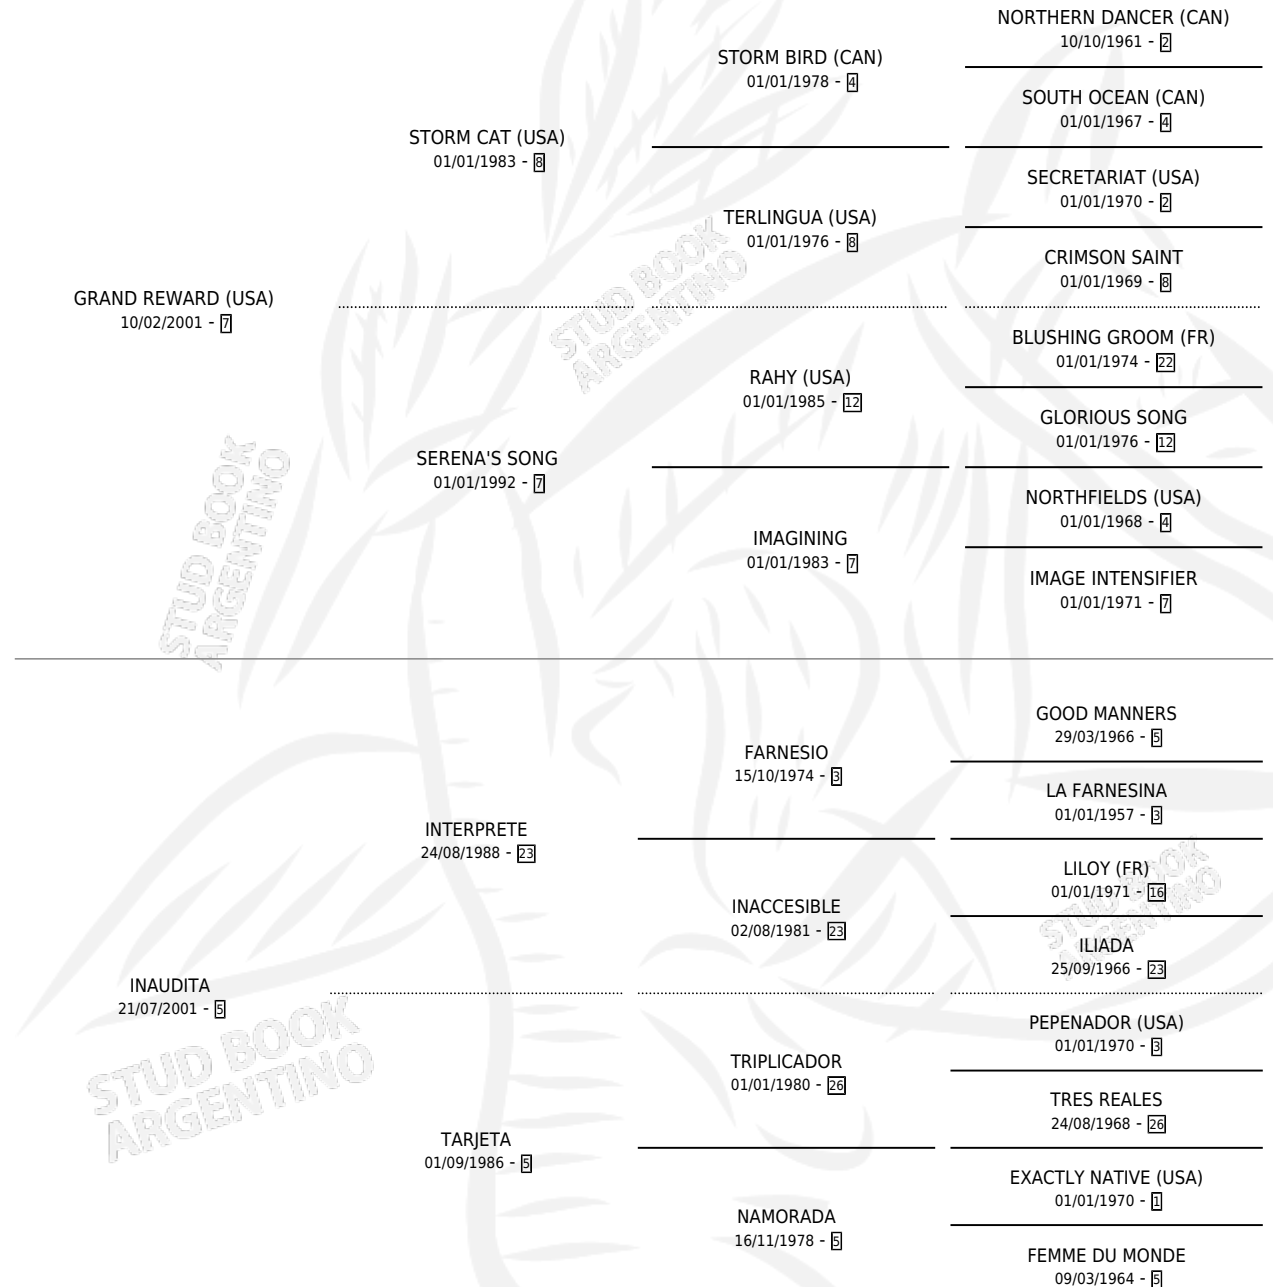 NORTHERN DANCER (CAN)
10/10/1961 - 2
STORM BIRD (CAN)
01/01/1978 - 4
SOUTH OCEAN (CAN)
01/01/1967 - 4
STORM CAT (USA)
01/01/1983 - 8
SECRETARIAT (USA)
01/01/1970 - 2
TERLINGUA (USA)
01/01/1976 - 8
CRIMSON SAINT
01/01/1969 - 8
GRAND REWARD (USA)
10/02/2001 - 7
BLUSHING GROOM (FR)
01/01/1974 - 22
RAHY (USA)
01/01/1985 - 12
GLORIOUS SONG
01/01/1976 - 12
SERENA'S SONG
01/01/1992 - 7
NORTHFIELDS (USA)
01/01/1968 - 4
IMAGINING
01/01/1983 - 7
IMAGE INTENSIFIER
01/01/1971 - 7
STUD BOOK
ARGENTINO
STUD BOOK
ARGENTINO
GOOD MANNERS
29/03/1966 - 5
FARNESIO
15/10/1974 - 3
LA FARNESINA
01/01/1957 - 3
INTERPRETE
24/08/1988 - 23
LILOY (FR)
01/01/1971 - 16
INACCESIBLE
02/08/1981 - 23
ILIADA
25/09/1966 - 23
INAUDITA
21/07/2001 - 5
PEPENADOR (USA)
01/01/1970 - 3
TRIPLICADOR
01/01/1980 - 26
TRES REALES
24/08/1968 - 26
TARJETA
01/09/1986 - 5
EXACTLY NATIVE (USA)
01/01/1970 - 1
NAMORADA
16/11/1978 - 5
FEMME DU MONDE
09/03/1964 - 5
STUD BOOK
ARGENTINO
STUD BOOK
ARGENTINO